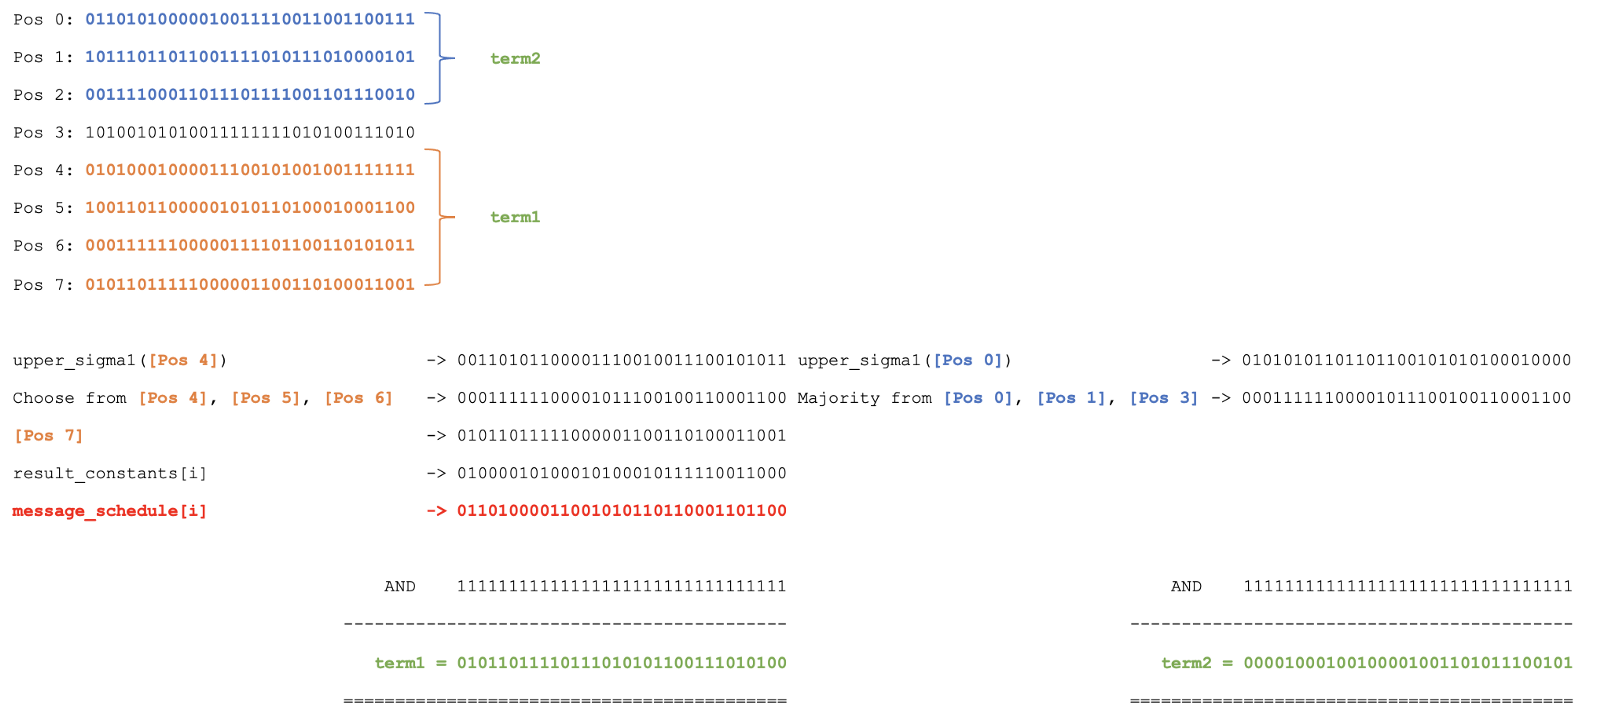 Pos 0: 01101010000010011110011001100111
Pos 1: 10111011011001111010111010000101
term2
Pos 2: 00111100011011101111001101110010
Pos 3: 10100101010011111111010100111010
Pos 4: 01010001000011100101001001111111
Pos 5: 10011011000001010110100010001100
term1
Pos 6: 00011111100000111101100110101011
Pos 7: 01011011111000001100110100011001
upper_sigma1([Pos 4]) -> 00110101100001110010011100101011 upper_sigma1([Pos 0]) -> 01010101101101100101010100010000
Choose from [Pos 4], [Pos 5], [Pos 6] -> 00011111100001011100100110001100 Majority from [Pos 0], [Pos 1], [Pos 3] -> 00011111100001011100100110001100
[Pos 7] -> 01011011111000001100110100011001
result_constants[i] -> 01000010100010100010111110011000
message_schedule[i] -> 01101000011001010110110001101100
AND 11111111111111111111111111111111 AND 11111111111111111111111111111111
------------------------------------------- -------------------------------------------
term1 = 01011011110111010101100111010100 term2 = 00001000100100001001101011100101
=========================================== ===========================================